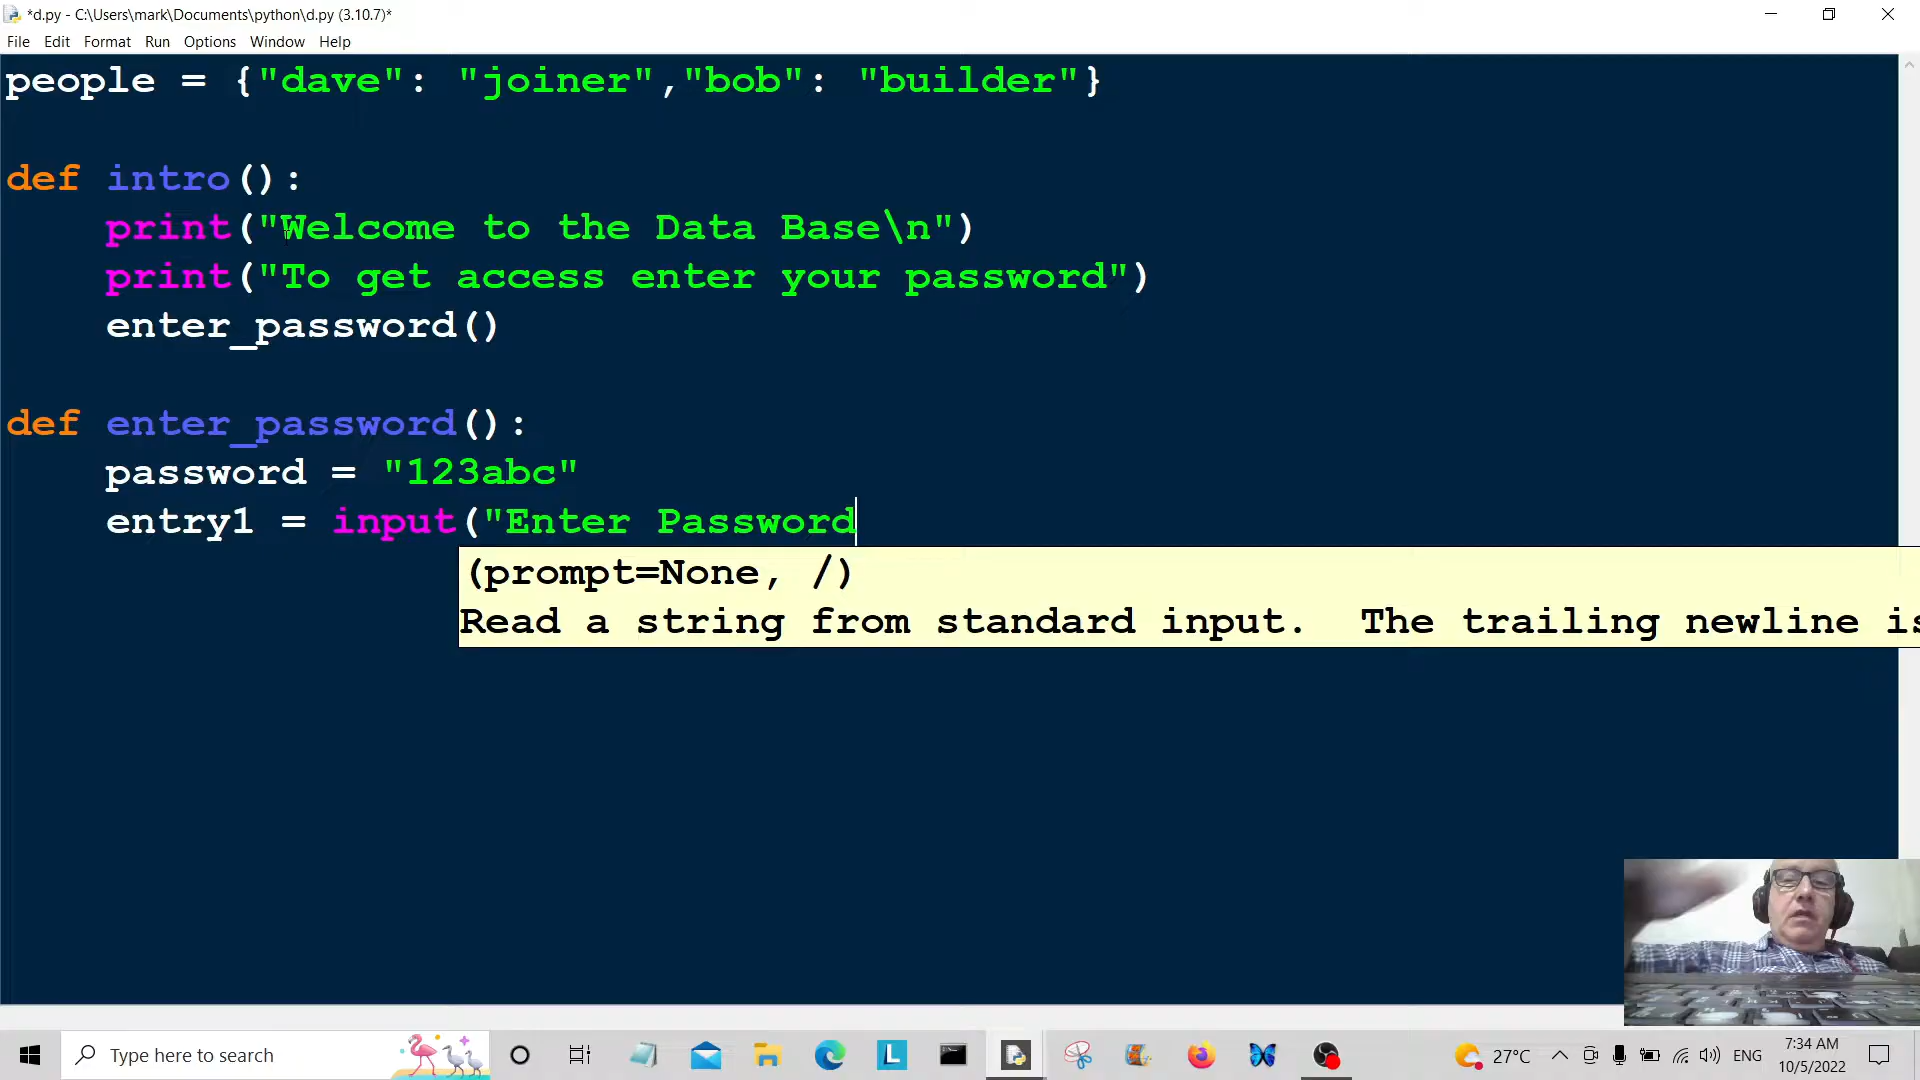 *d.py - C:\Users\mark\Documents\python\d.py (3.10.7)*
File Edit Format Run Options Window Help
people = {"dave": "joiner","bob": "builder"}
def intro():
    print("Welcome to the Data Base\n")
    print("To get access enter your password")
    enter_password()
def enter_password():
    password = "123abc"
    entry1 = input("Enter Password
(prompt=None, /)
Read a string from standard input.  The trailing newline is
Type here to search
L
27°C
ENG
7:34 AM
10/5/2022